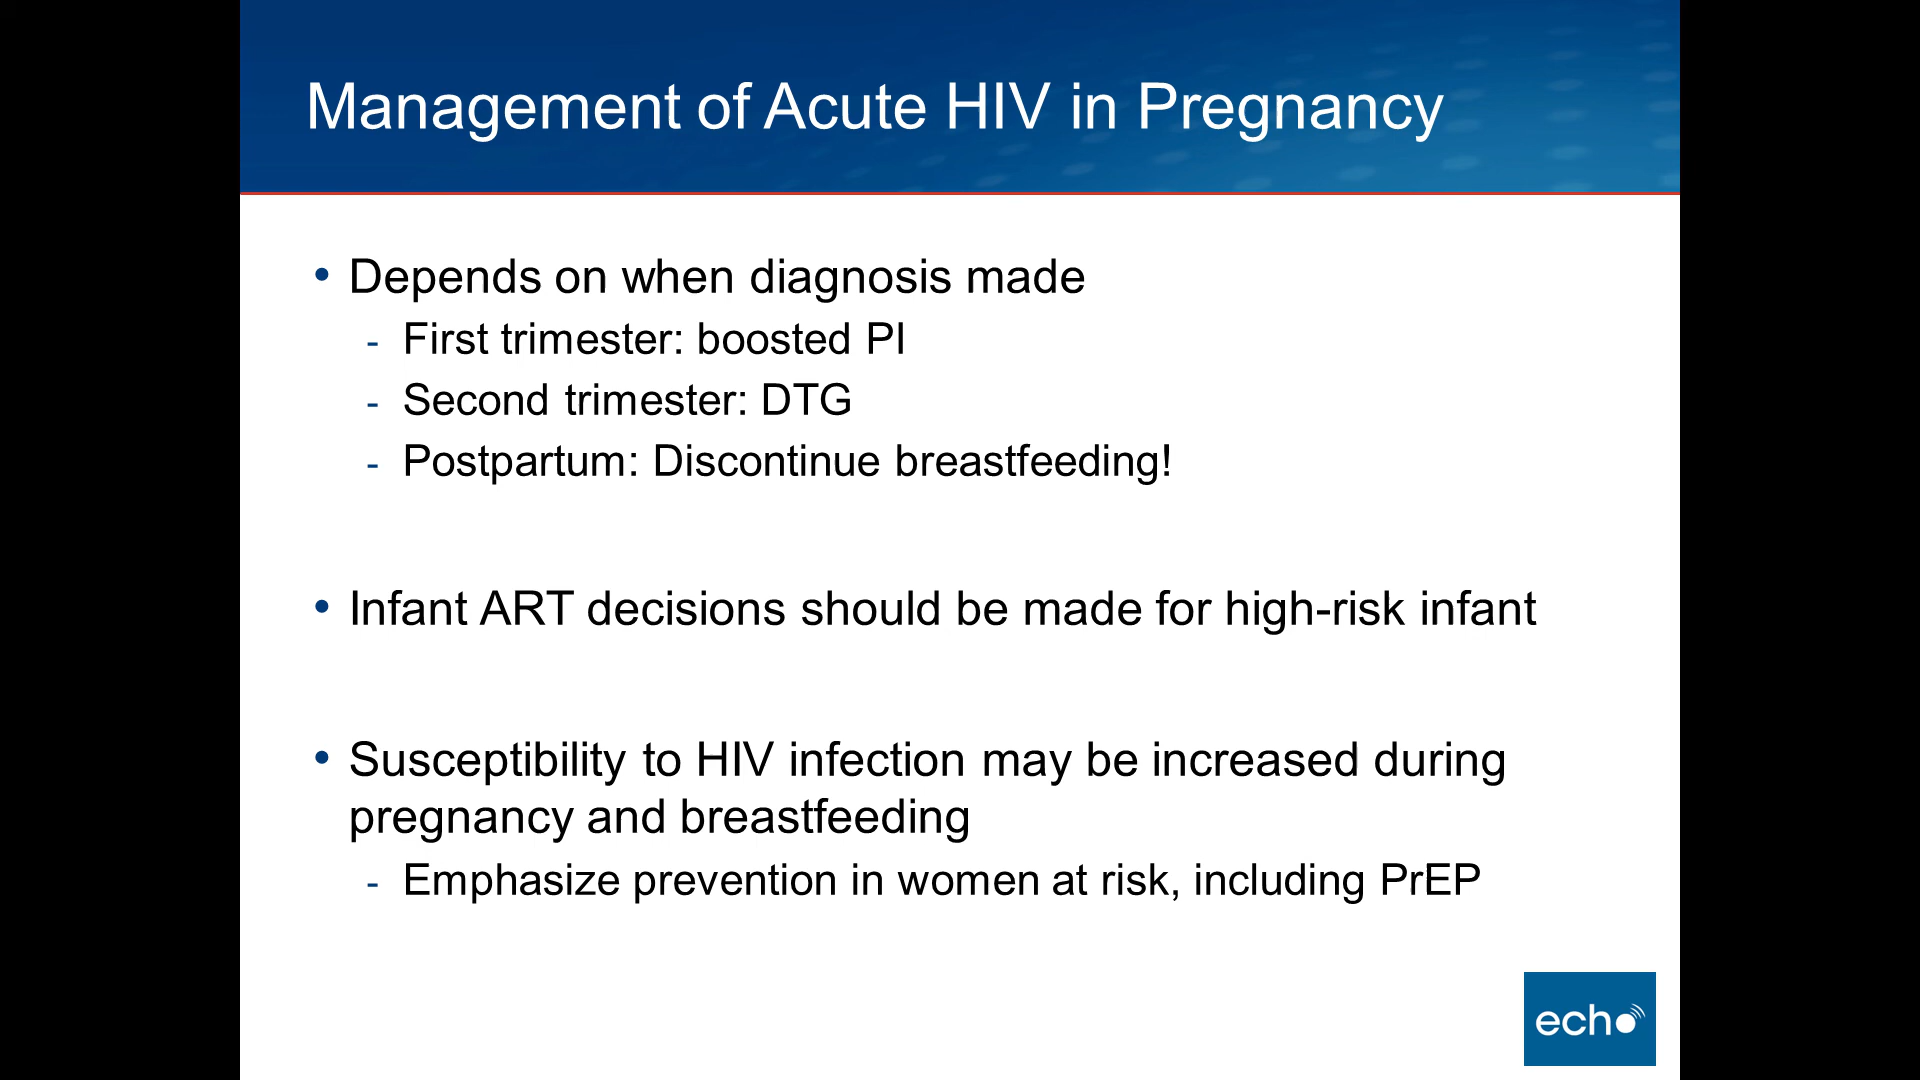 Management of Acute HIV in Pregnancy
• Depends on when diagnosis made
- First trimester: boosted PI
- Second trimester: DTG
- Postpartum: Discontinue breastfeeding!
• Infant ART decisions should be made for high-risk infant
• Susceptibility to HIV infection may be increased during
pregnancy and breastfeeding
- Emphasize prevention in women at risk, including PrEP
echo